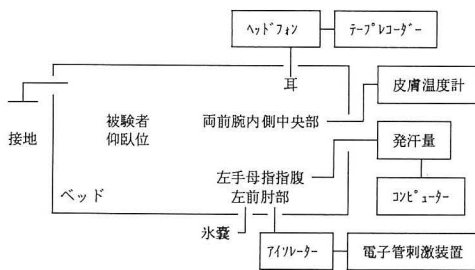 ﾍｯﾄﾞﾌｫﾝ
ﾃｰﾌﾟﾚｺｰﾀﾞｰ
耳
皮膚温度計
接地
被験者
仰臥位
両前腕内側中央部
発汗量
左手母指指腹
左前肘部
ベッド
ｺﾝﾋﾟｭｰﾀｰ
氷嚢
ｱｲｿﾚｰﾀｰ
電子管刺激装置